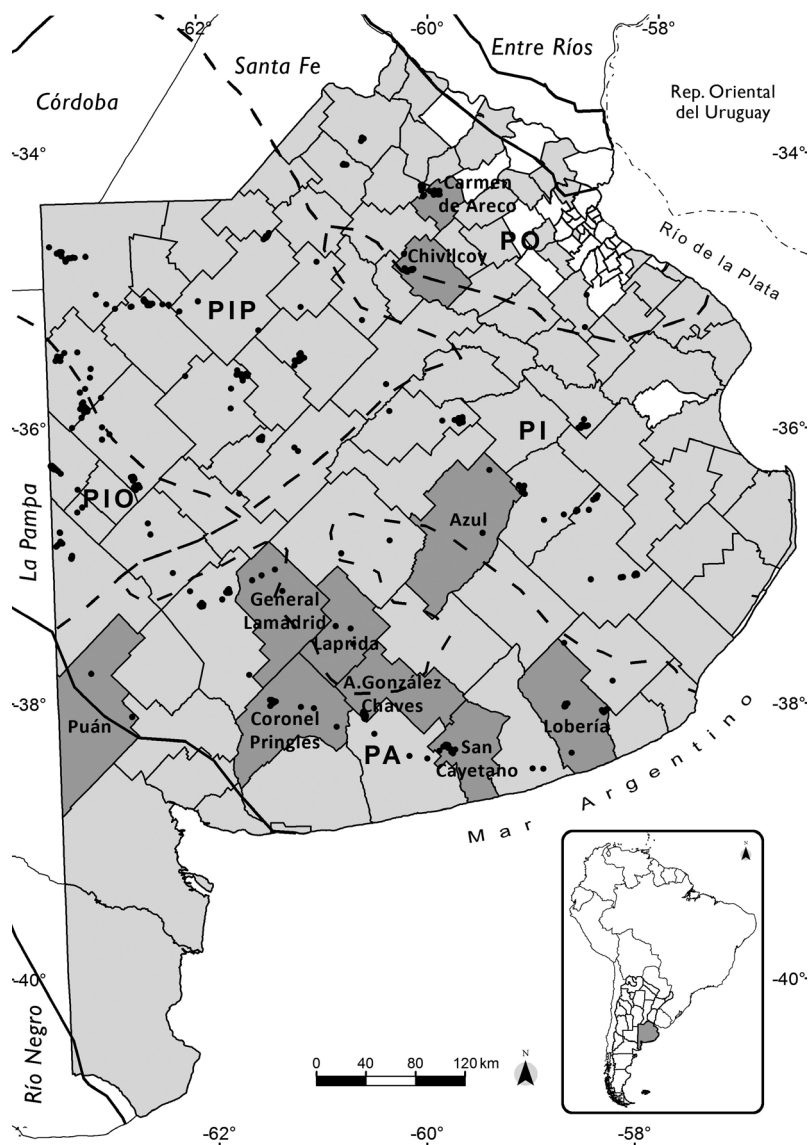 -62°
-60°
-58°
Entre Ríos
Santa Fe
Córdoba
Rep. Oriental
del Uruguay
-34°
-34°
Carmen
de Areco
PO
Río de la Plata
Chivilcoy
PIP
-36°
-36°
PI
PIO
La Pampa
Azul
General
Lamadrid
Laprida
A.González
Chaves
-38°
-38°
Puán
Coronel
Pringles
Lobería
PA
San
Cayetano
Mar Argentino
N
-40°
-40°
Río Negro
0 40 80 120 km
N
-62°
-60°
-58°